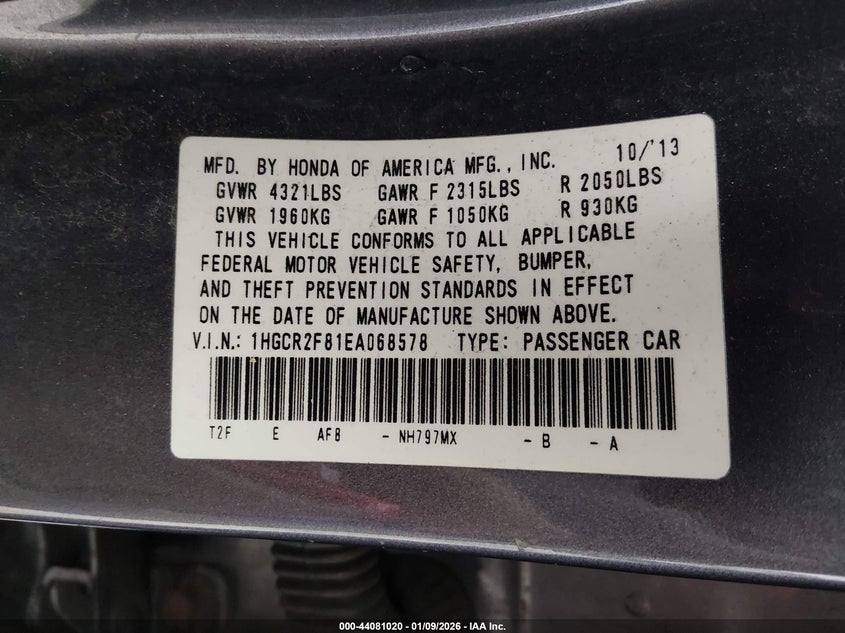 MFD. BY HONDA OF AMERICA MFG., INC. 10/'13
GVWR 4321LBS GAWR F 2315LBS R 2050LBS
GVWR 1960KG GAWR F 1050KG R 930KG
THIS VEHICLE CONFORMS TO ALL APPLICABLE
FEDERAL MOTOR VEHICLE SAFETY, BUMPER,
AND THEFT PREVENTION STANDARDS IN EFFECT
ON THE DATE OF MANUFACTURE SHOWN ABOVE.
V.I.N.: 1HGCR2F81EA068578 TYPE: PASSENGER CAR
T2F E AF8 - NH797MX - B - A
000-44081020 | 01/09/2026 - IAA Inc.